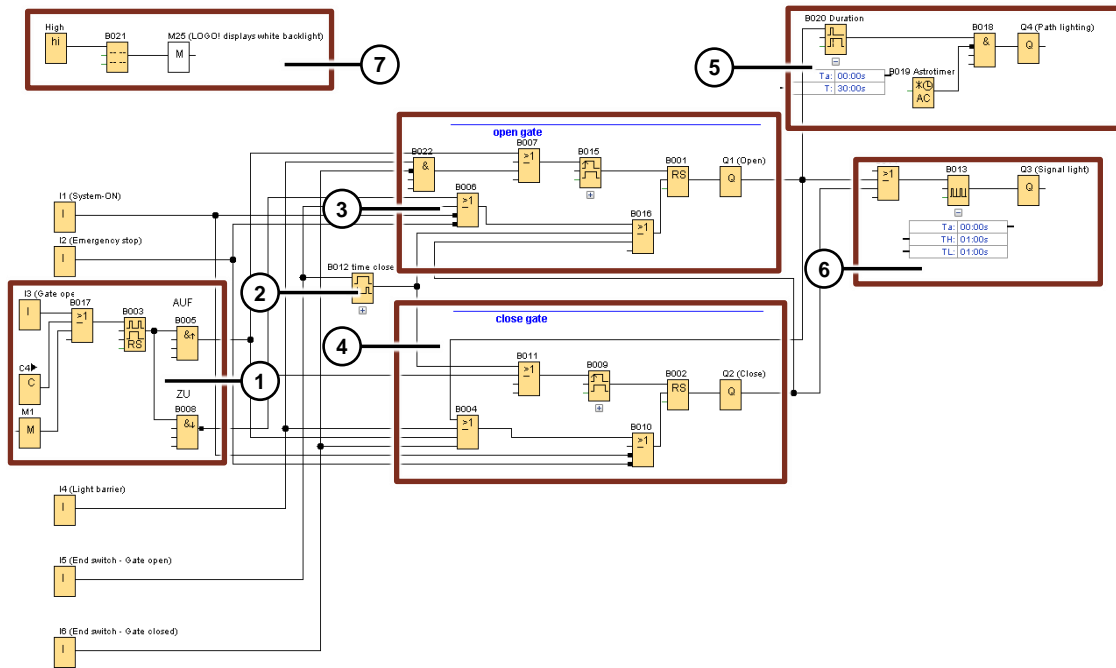 High
hi
B021
M25 (LOGO! displays white backlight)
M
7
B020 Duration
B018
Q4 (Path lighting)
&
Q
5
B019 Astrotimer
Ta: 00:00s
T: 30:00s
AC
open gate
B022
&
B007
>1
B015
B001
RS
Q1 (Open)
Q
B006
>1
3
B016
>1
>1
B013
Q3 (Signal light)
Q
Ta: 00:00s
TH: 01:00s
TL: 01:00s
6
I1 (System-ON)
I
I2 (Emergency stop)
I
B012 time close
2
I3 (Gate ope
I
B017
>1
B003
RS
AUF
B005
&↑
C4
C
M1
M
1
ZU
B008
&↓
close gate
4
B011
>1
B009
B002
RS
Q2 (Close)
Q
B004
>1
B010
>1
I4 (Light barrier)
I
I5 (End switch - Gate open)
I
I6 (End switch - Gate closed)
I